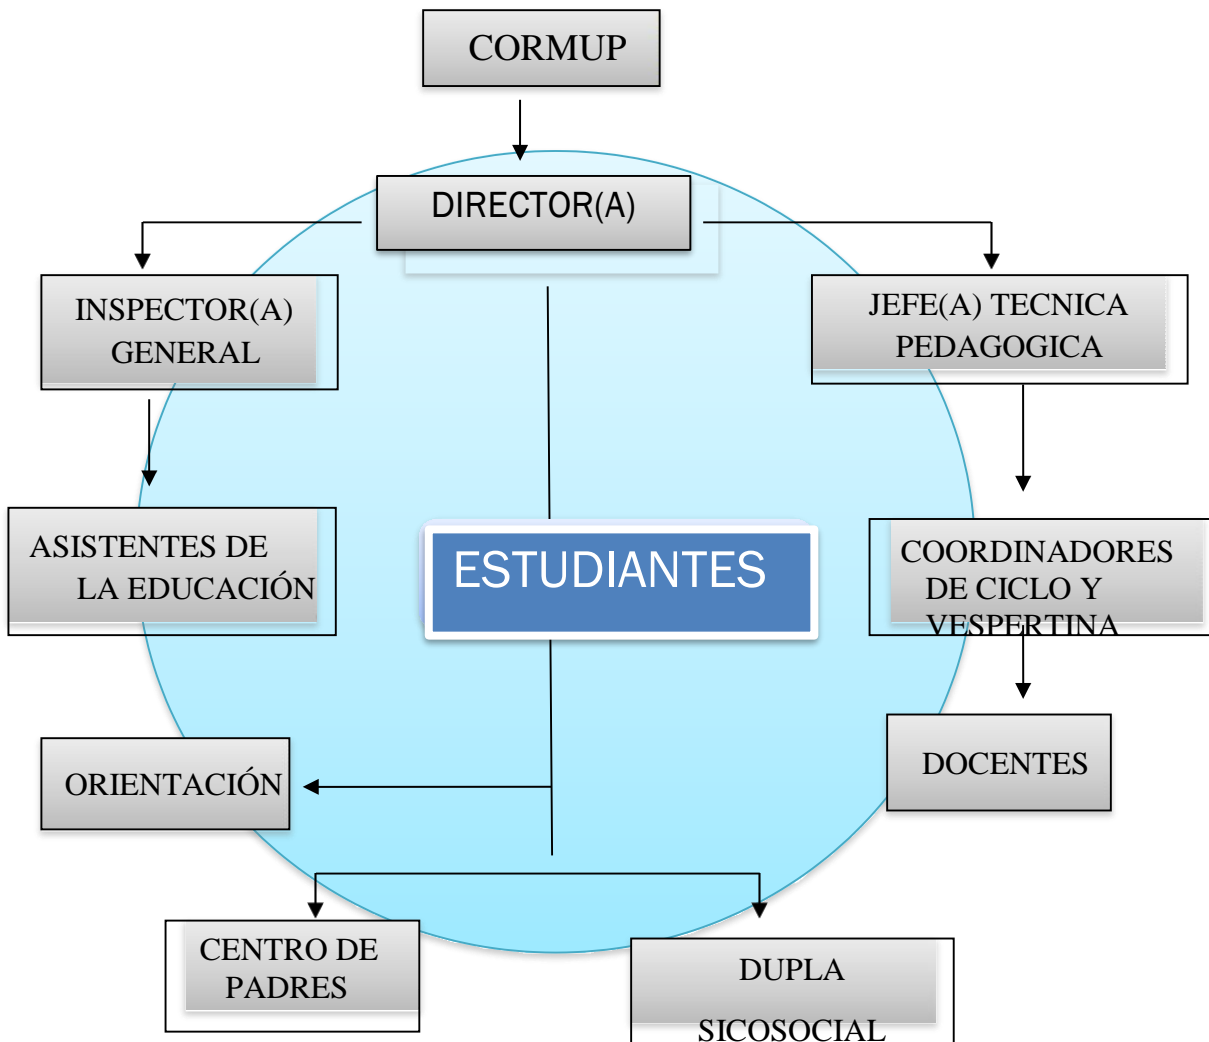 CORMUP
DIRECTOR(A)
INSPECTOR(A)
GENERAL
JEFE(A) TECNICA
PEDAGOGICA
ASISTENTES DE
LA EDUCACIÓN
ESTUDIANTES
COORDINADORES
DE CICLO Y
VESPERTINA
ORIENTACIÓN
DOCENTES
CENTRO DE
PADRES
DUPLA
SICOSOCIAL